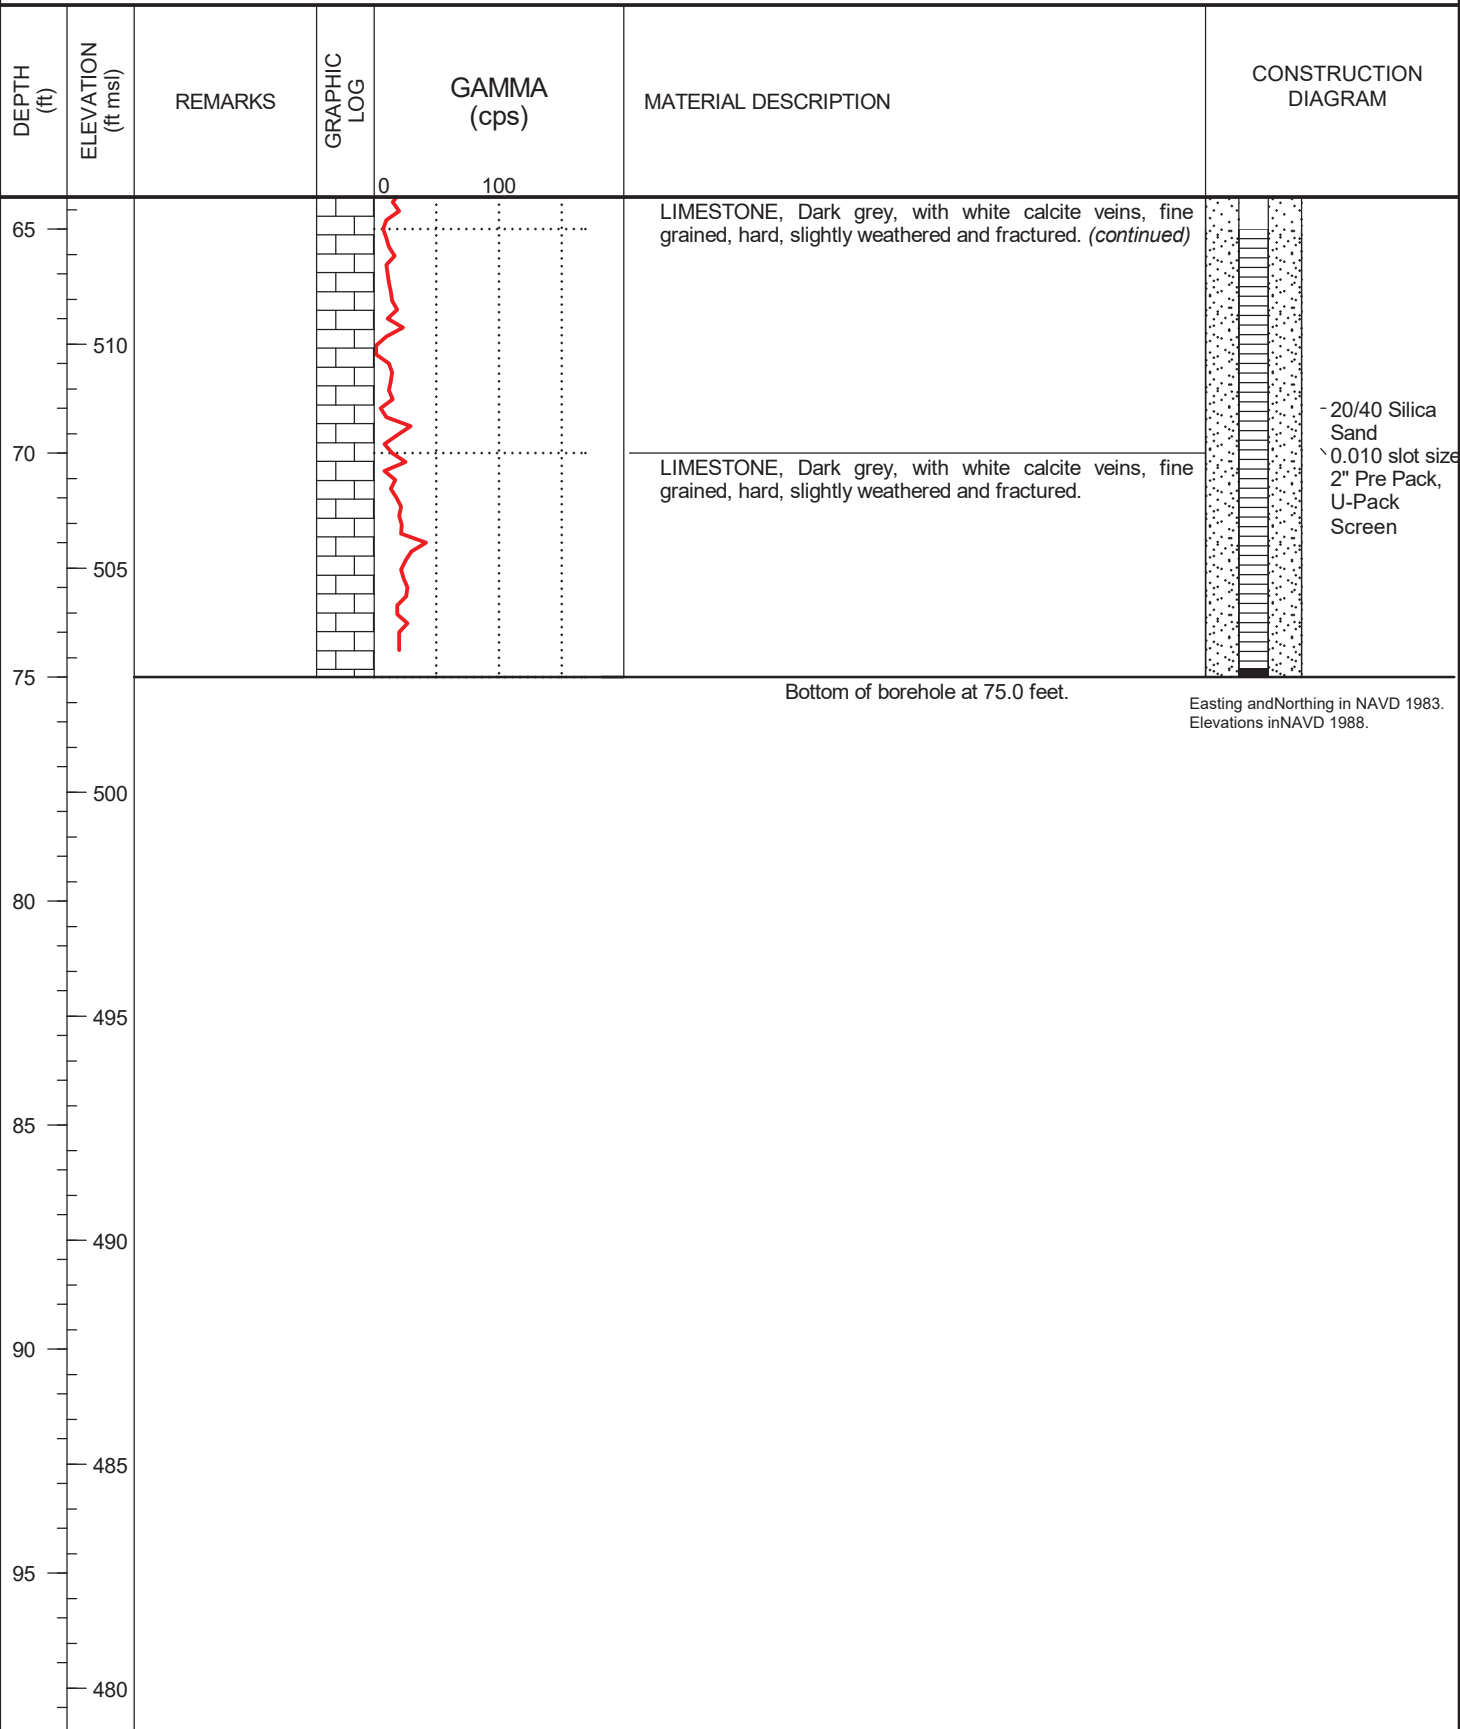 DEPTH
(ft)
ELEVATION
(ft msl)
REMARKS
GRAPHIC
LOG
GAMMA
(cps)
0 100
MATERIAL DESCRIPTION
CONSTRUCTION
DIAGRAM
65
LIMESTONE, Dark grey, with white calcite veins, fine
grained, hard, slightly weathered and fractured. (continued)
510
20/40 Silica
Sand
70
0.010 slot size
2" Pre Pack,
U-Pack
Screen
LIMESTONE, Dark grey, with white calcite veins, fine
grained, hard, slightly weathered and fractured.
505
75
Bottom of borehole at 75.0 feet.
Easting andNorthing in NAVD 1983.
Elevations inNAVD 1988.
500
80
495
85
490
90
485
95
480